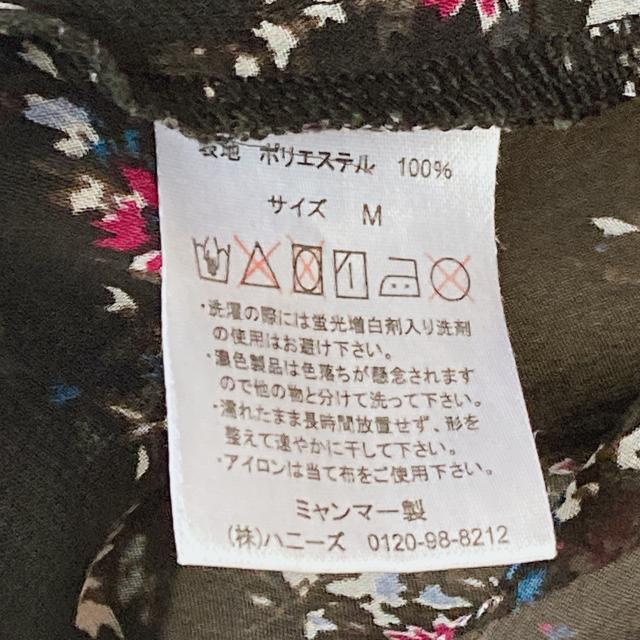 表地 ポリエステル 100%
サイズ M
・洗濯の際には蛍光増白剤入り洗剤
の使用はお避け下さい。
・濃色製品は色落ちが懸念されます
ので他の物と分けて洗って下さい。
・濡れたまま長時間放置せず、形を
整えて速やかに干して下さい。
・アイロンは当て布をご使用下さい。
ミャンマー製
(株)ハニーズ 0120-98-8212